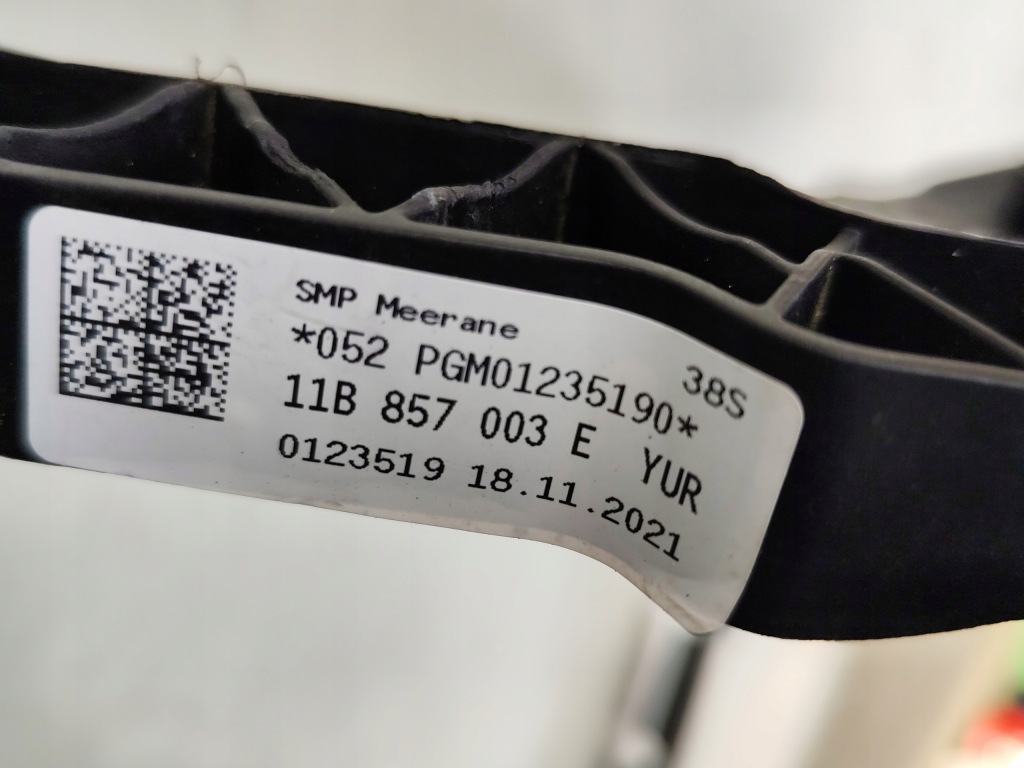 SMP Meerane
38S
*052 PGM01235190*
11B 857 003 E YUR
0123519 18.11.2021